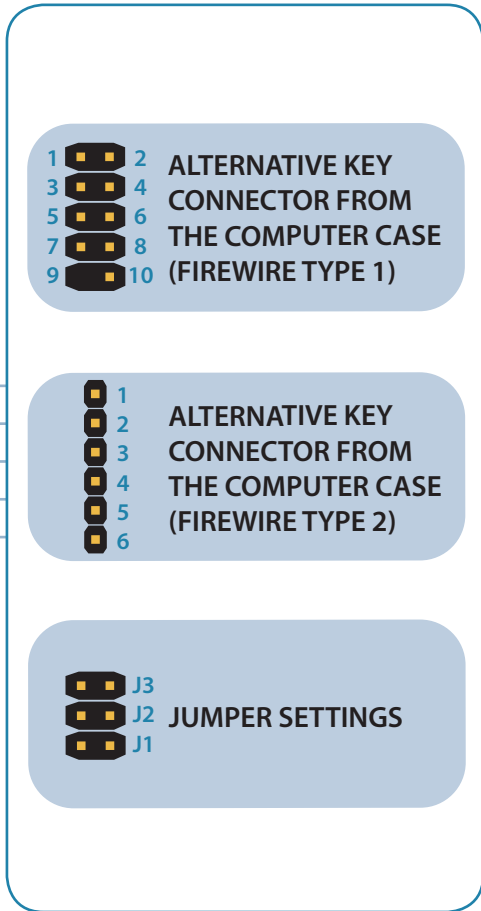 1 2
3 4
5 6
7 8
9 10
ALTERNATIVE KEY
CONNECTOR FROM
THE COMPUTER CASE
(FIREWIRE TYPE 1)
1
2
3
4
5
6
ALTERNATIVE KEY
CONNECTOR FROM
THE COMPUTER CASE
(FIREWIRE TYPE 2)
J3
J2
J1
JUMPER SETTINGS